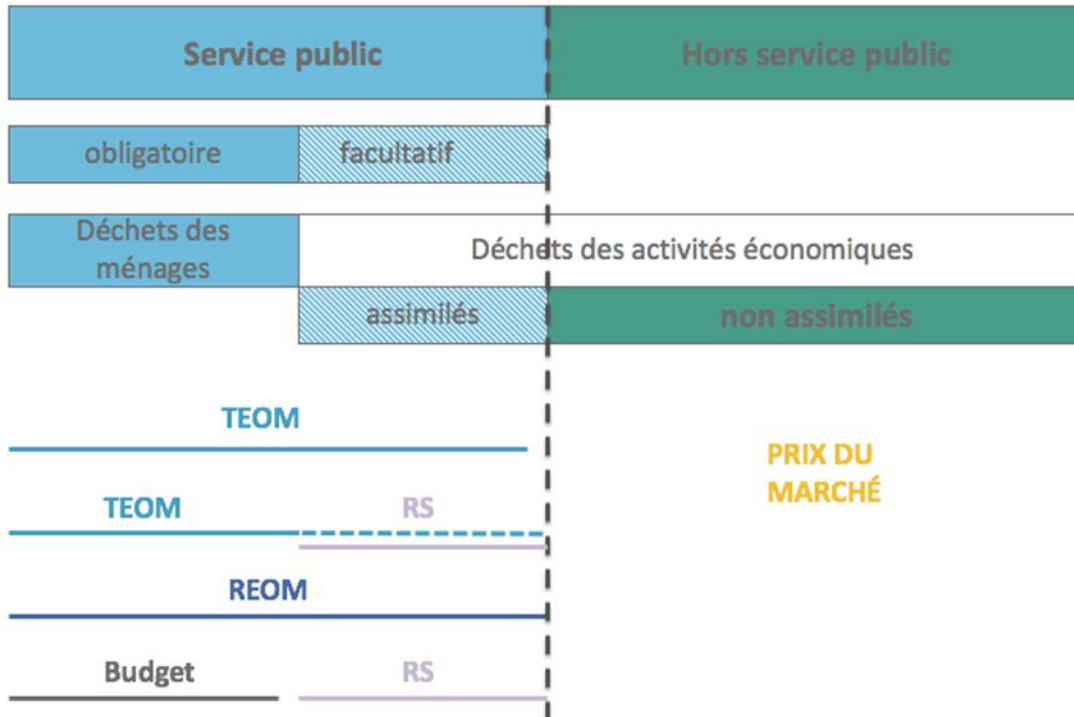 Service public
Hors service public
obligatoire
facultatif
Déchets des
ménages
Déchets des activités économiques
assimilés
non assimilés
TEOM
PRIX DU
MARCHÉ
TEOM
RS
REOM
Budget
RS